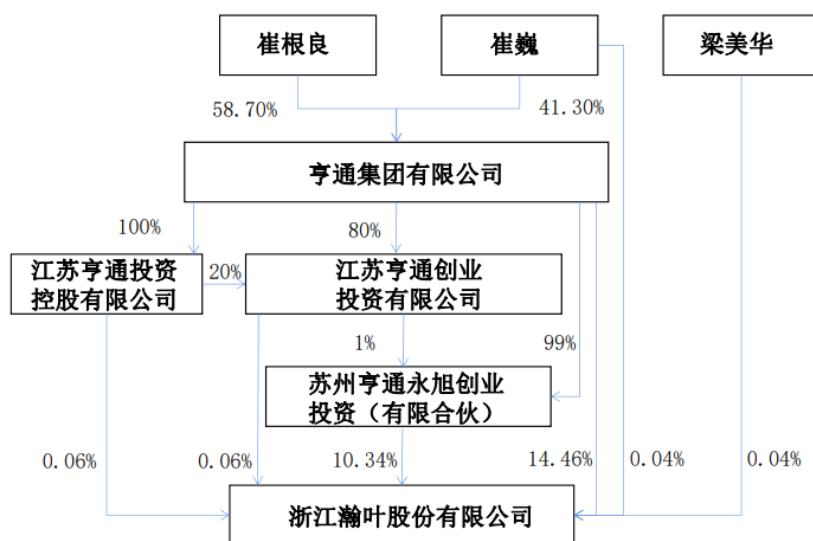 崔根良
崔巍
梁美华
58.70%
41.30%
亨通集团有限公司
100%
80%
江苏亨通投资
控股有限公司
20%
江苏亨通创业
投资有限公司
1%
99%
苏州亨通永旭创业
投资（有限合伙）
0.06%
0.06%
10.34%
14.46%
0.04%
0.04%
浙江瀚叶股份有限公司